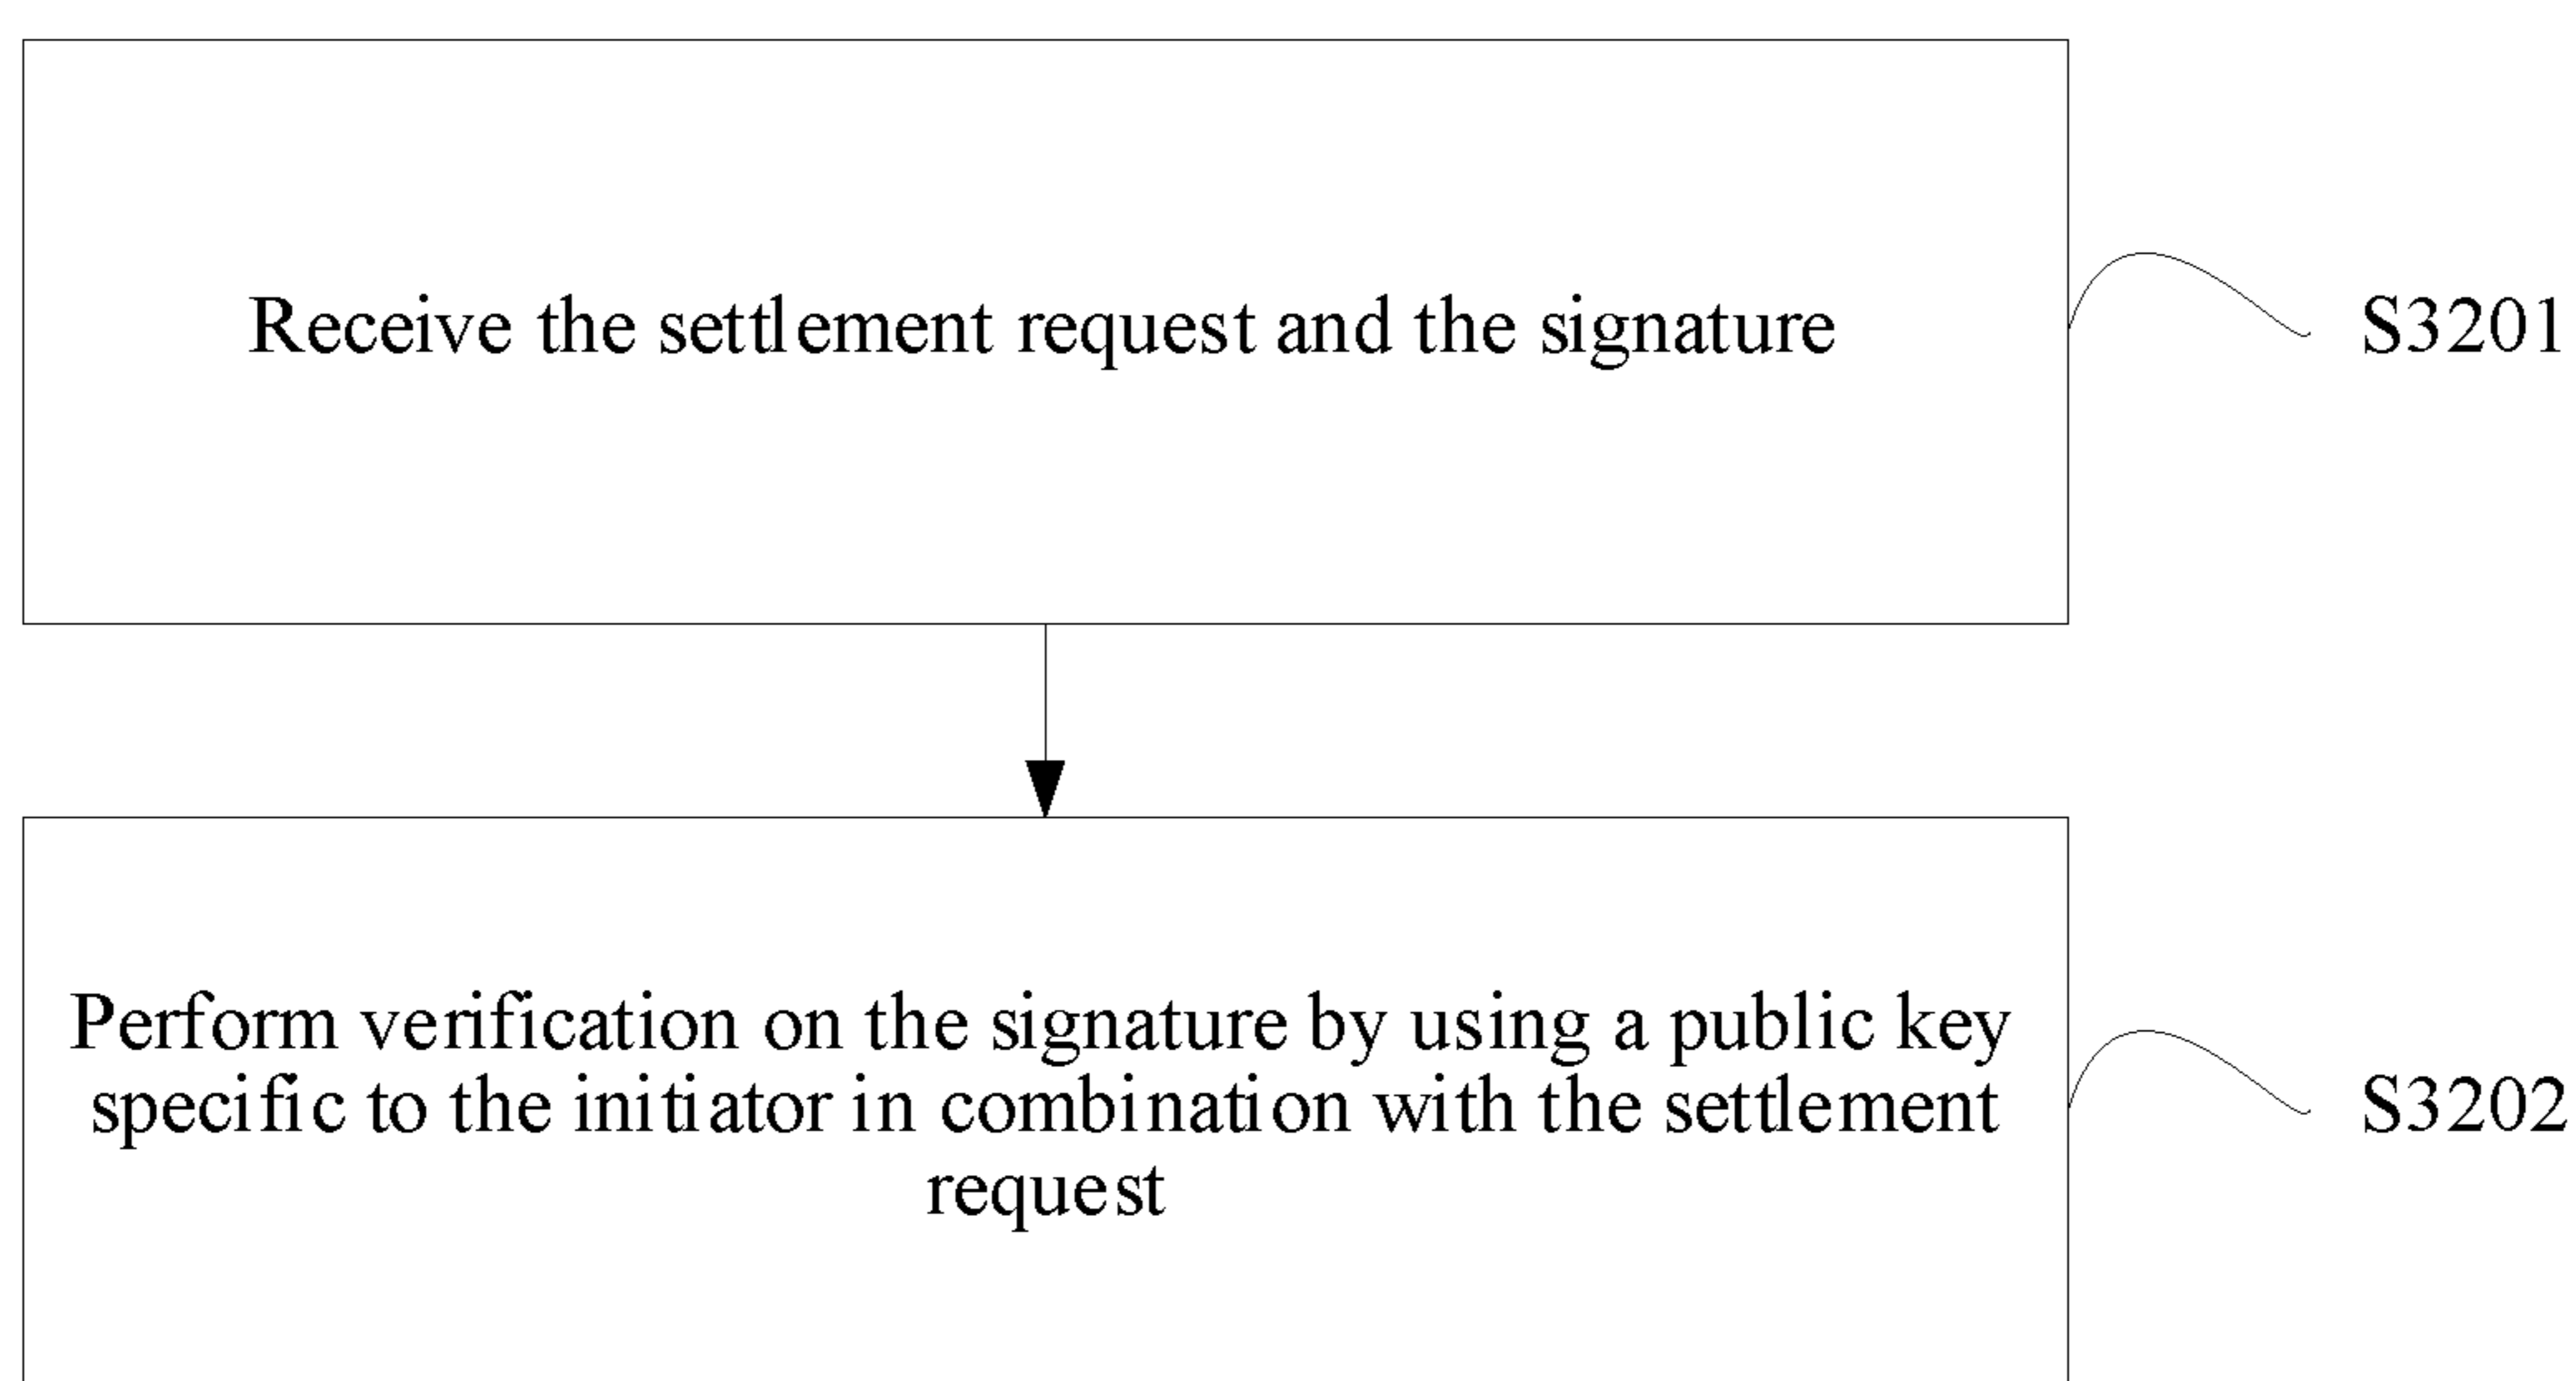 Receive the settlement request and the signature
S3201
Perform verification on the signature by using a public key
specific to the initiator in combination with the settlement
request
S3202